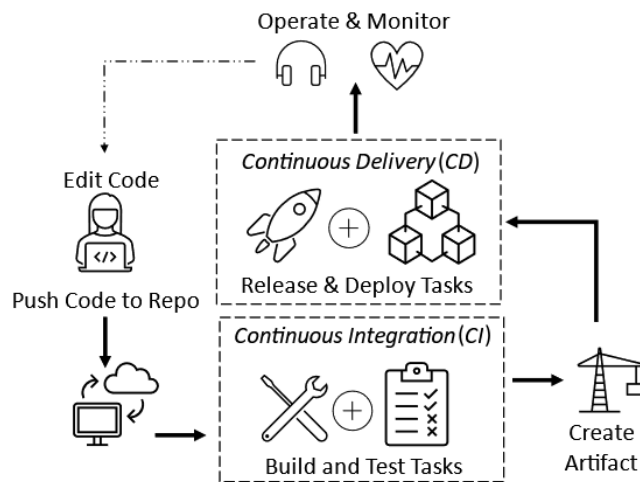 Operate & Monitor
Continuous Delivery (CD)
Release & Deploy Tasks
Edit Code
</>
Push Code to Repo
Continuous Integration (CI)
Build and Test Tasks
Create
Artifact